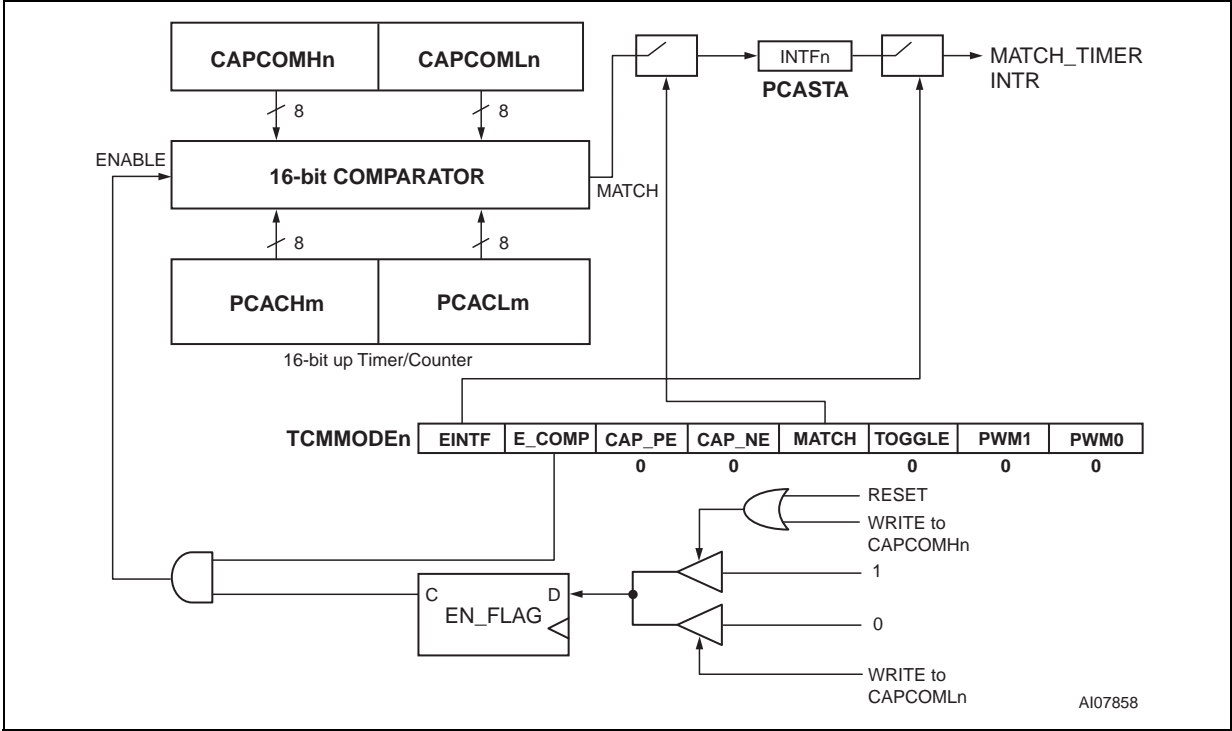 CAPCOMHn CAPCOMLn
INTFn
MATCH_TIMER
INTR
PCASTA
8 8
ENABLE
16-bit COMPARATOR
MATCH
8 8
PCACHm PCACLm
16-bit up Timer/Counter
TCMMODEn EINTF E_COMP CAP_PE CAP_NE MATCH TOGGLE PWM1 PWM0
0 0 0 0 0
RESET
WRITE to
CAPCOMHn
1
C D
EN_FLAG
0
WRITE to
CAPCOMLn
AI07858